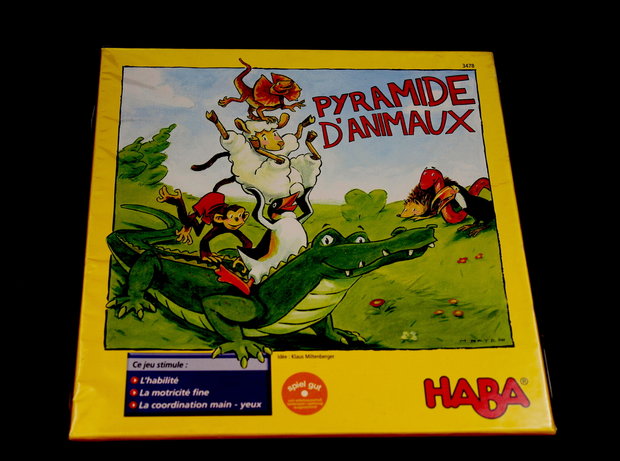 3478
PYRAMIDE
D'ANIMAUX
Idée : Klaus Miltenberger
Ce jeu stimule :
L'habilité
La motricité fine
La coordination main - yeux
spiel gut
HABA®